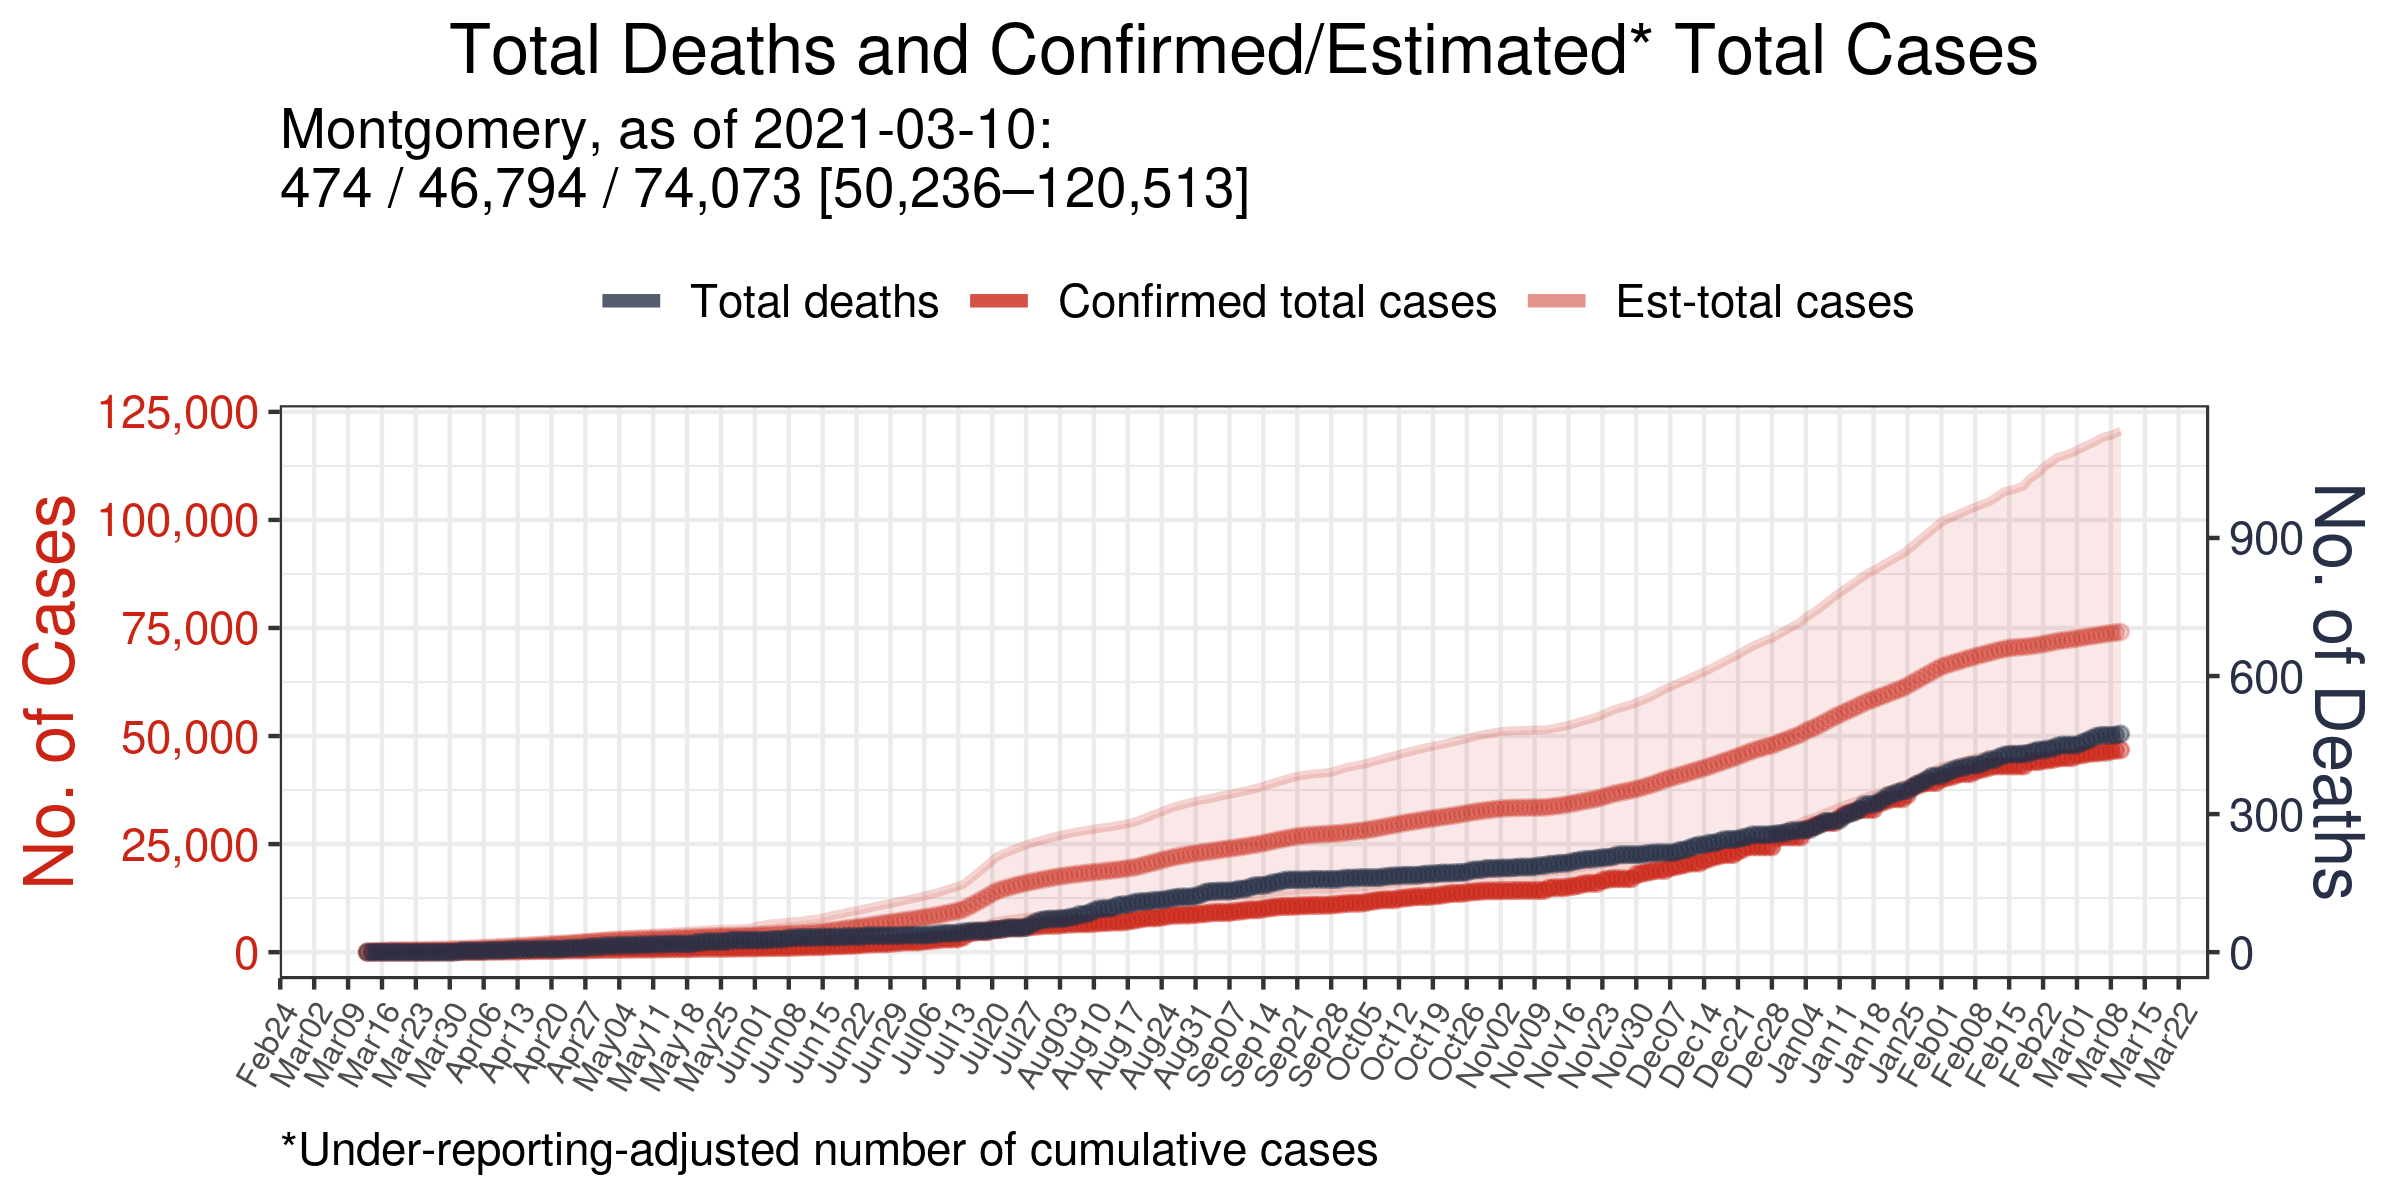 Total Deaths and Confirmed/Estimated* Total Cases
Montgomery, as of 2021-03-10:
474 / 46,794 / 74,073 [50,236–120,513]
Total deaths
Confirmed total cases
Est-total cases
No. of Cases
125,000
100,000
75,000
50,000
25,000
0
900
600
300
0
No. of Deaths
Feb24
Mar02
Mar09
Mar16
Mar23
Mar30
Apr06
Apr13
Apr20
Apr27
May04
May11
May18
May25
Jun01
Jun08
Jun15
Jun22
Jun29
Jul06
Jul13
Jul20
Jul27
Aug03
Aug10
Aug17
Aug24
Aug31
Sep07
Sep14
Sep21
Sep28
Oct05
Oct12
Oct19
Oct26
Nov02
Nov09
Nov16
Nov23
Nov30
Dec07
Dec14
Dec21
Dec28
Jan04
Jan11
Jan18
Jan25
Feb01
Feb08
Feb15
Feb22
Mar01
Mar08
Mar15
Mar22
*Under-reporting-adjusted number of cumulative cases